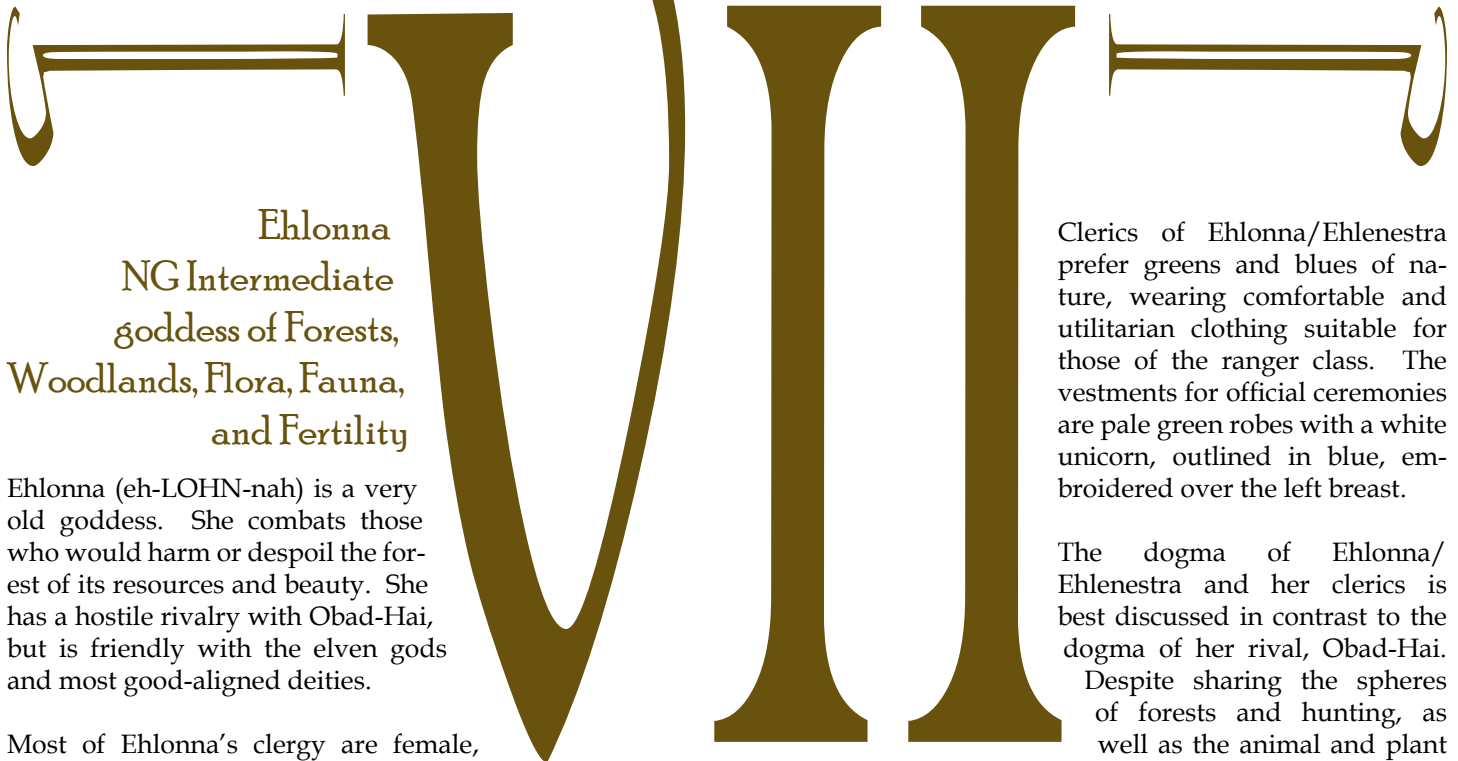 VII
Ehlonna
NG Intermediate
goddess of Forests,
Woodlands, Flora, Fauna,
and Fertility
Ehlonna (eh-LOHN-nah) is a very
old goddess. She combats those
who would harm or despoil the for-
est of its resources and beauty. She
has a hostile rivalry with Obad-Hai,
but is friendly with the elven gods
and most good-aligned deities.
Most of Ehlonna's clergy are female,
Clerics of Ehlonna/Ehlenestra
prefer greens and blues of na-
ture, wearing comfortable and
utilitarian clothing suitable for
those of the ranger class. The
vestments for official ceremonies
are pale green robes with a white
unicorn, outlined in blue, em-
broidered over the left breast.
The dogma of Ehlonna/
Ehlenestra and her clerics is
best discussed in contrast to the
dogma of her rival, Obad-Hai.
Despite sharing the spheres
of forests and hunting, as
well as the animal and plant